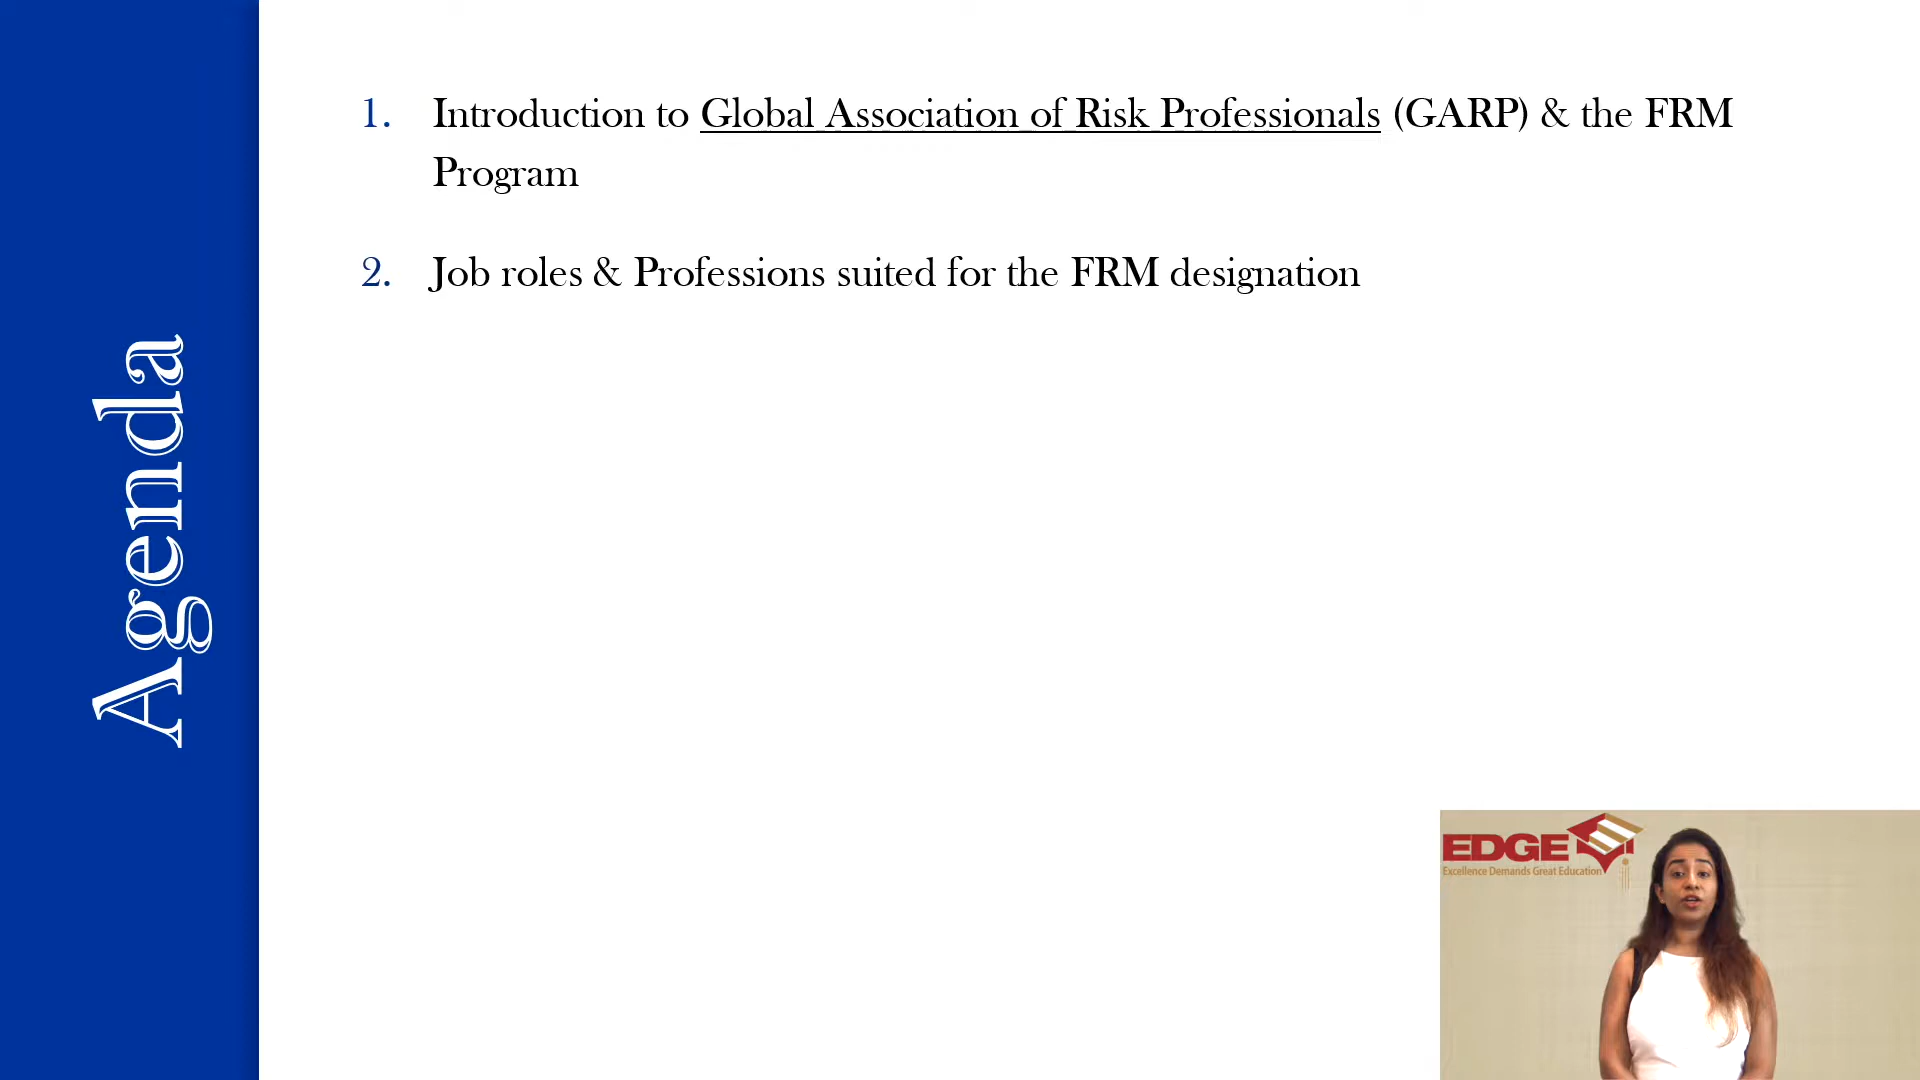 Agenda
1. Introduction to Global Association of Risk Professionals (GARP) & the FRM
Program
2. Job roles & Professions suited for the FRM designation
EDGE
Excellence Demands Great Education